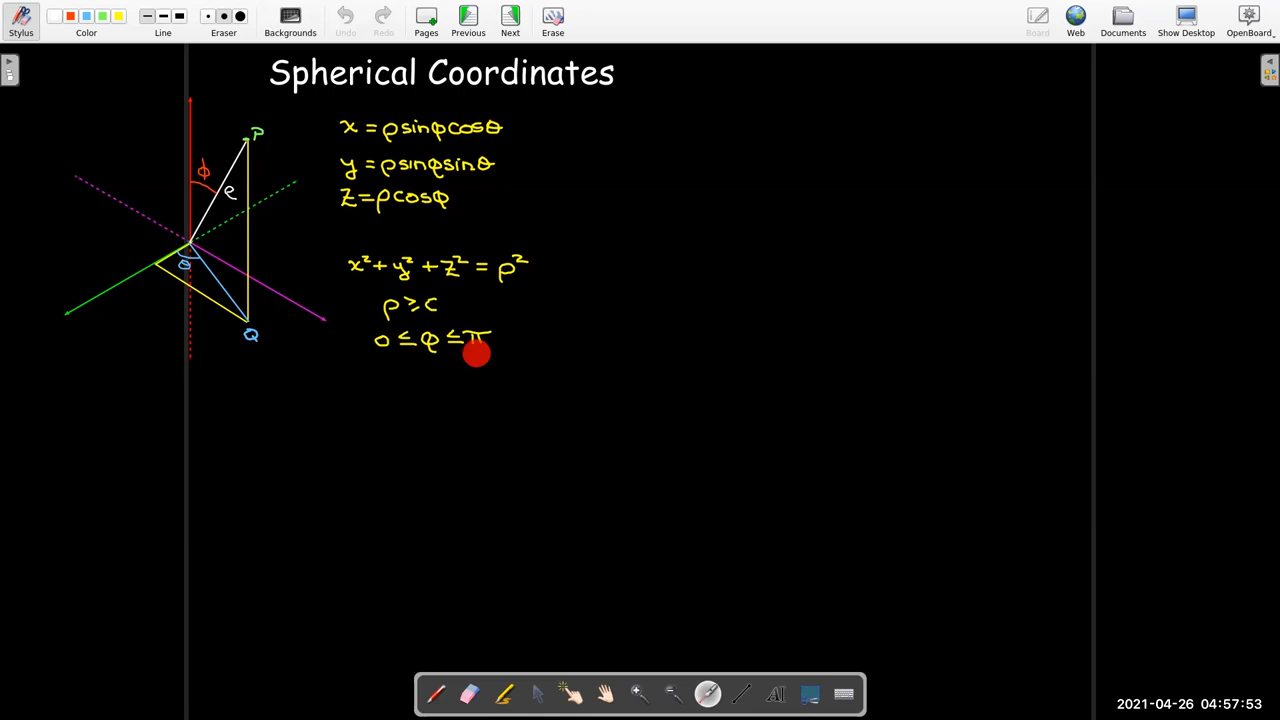 Stylus
Color
Line
Eraser
Backgrounds
Undo
Redo
Pages
Previous
Next
Erase
Board
Web
Documents
Show Desktop
OpenBoard
Spherical Coordinates
x = ρsinφcosθ
y = ρsinφsinθ
z = ρcosφ
P
ϕ
ρ
θ
Q
x² + y² + z² = ρ²
ρ ≥ c
0 ≤ φ ≤ π
AI
2021-04-26 04:57:53